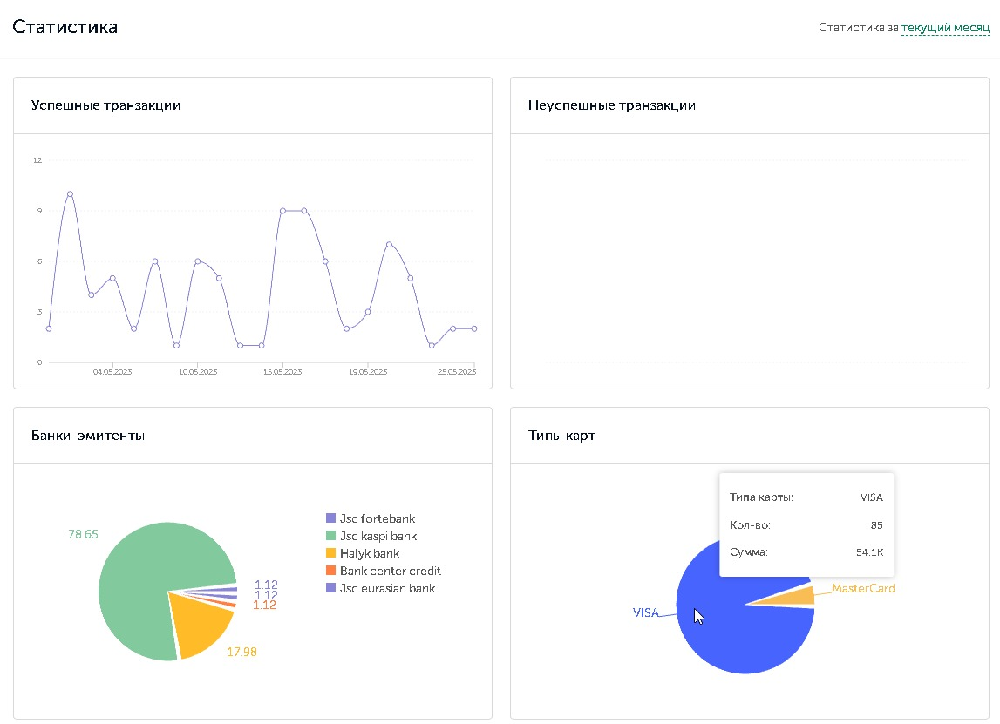 Статистика
Статистика за текущий месяц
Успешные транзакции
12
9
6
3
0
04.05.2023 10.05.2023 15.05.2023 19.05.2023 25.05.2023
Неуспешные транзакции
Банки-эмитенты
78.65
1.12
1.12
1.12
17.98
Jsc fortebank
Jsc kaspi bank
Halyk bank
Bank center credit
Jsc eurasian bank
Типы карт
Типа карты: VISA
Кол-во: 85
Сумма: 54.1K
MasterCard
VISA